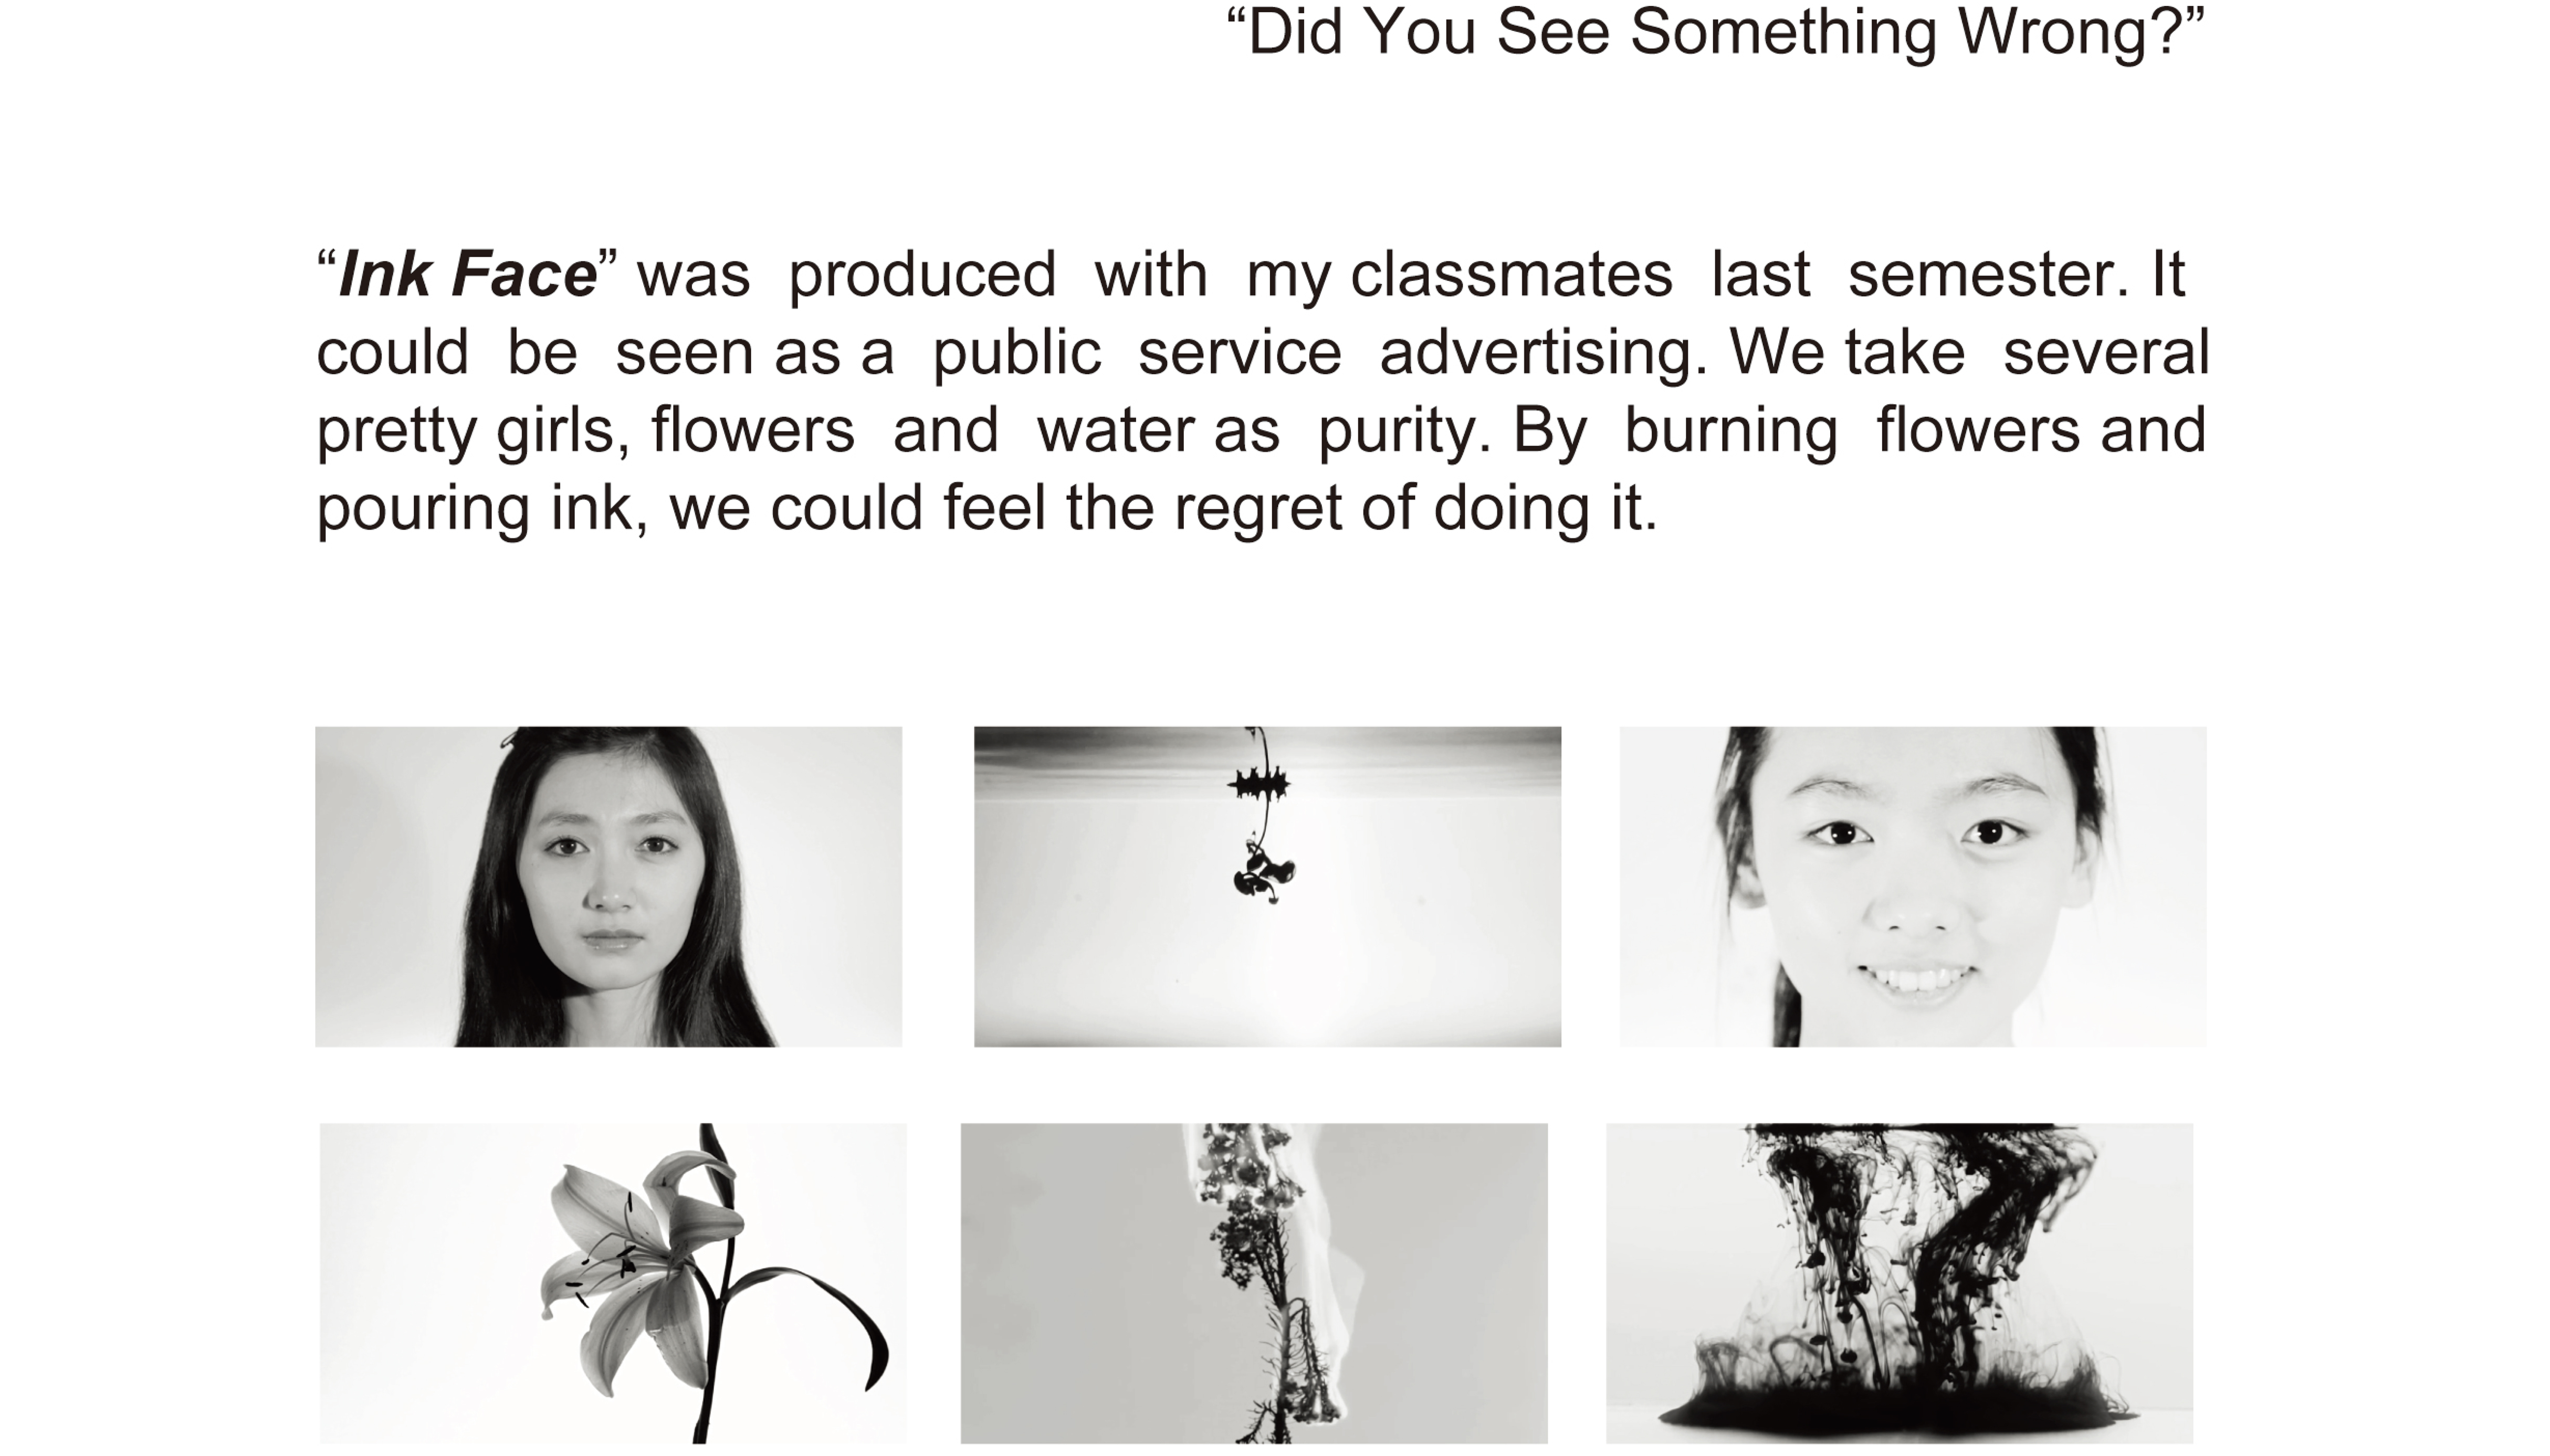 “Did You See Something Wrong?”
“Ink Face” was produced with my classmates last semester. It
could be seen as a public service advertising. We take several
pretty girls, flowers and water as purity. By burning flowers and
pouring ink, we could feel the regret of doing it.